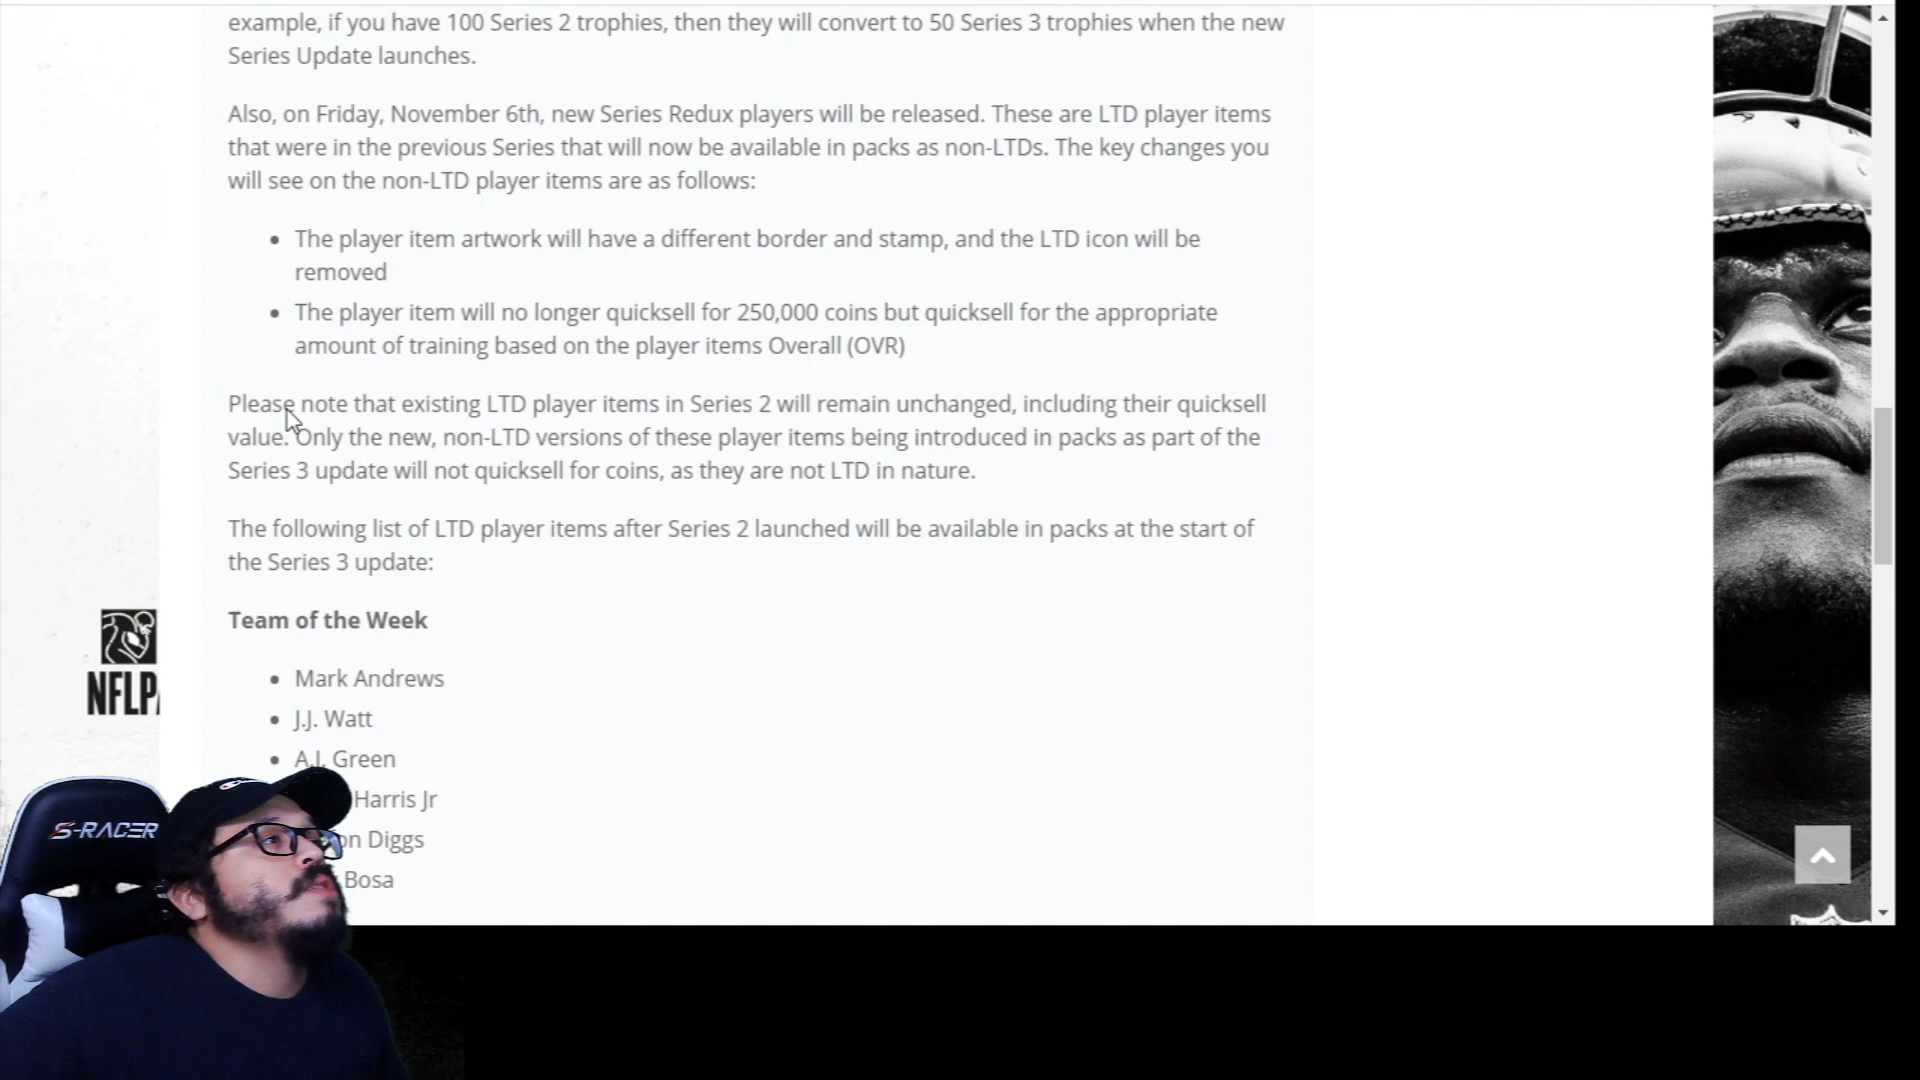 example, if you have 100 Series 2 trophies, then they will convert to 50 Series 3 trophies when the new
Series Update launches.
Also, on Friday, November 6th, new Series Redux players will be released. These are LTD player items
that were in the previous Series that will now be available in packs as non-LTDs. The key changes you
will see on the non-LTD player items are as follows:
The player item artwork will have a different border and stamp, and the LTD icon will be
removed
The player item will no longer quicksell for 250,000 coins but quicksell for the appropriate
amount of training based on the player items Overall (OVR)
Please note that existing LTD player items in Series 2 will remain unchanged, including their quicksell
value. Only the new, non-LTD versions of these player items being introduced in packs as part of the
Series 3 update will not quicksell for coins, as they are not LTD in nature.
The following list of LTD player items after Series 2 launched will be available in packs at the start of
the Series 3 update:
Team of the Week
NFLP
Mark Andrews
J.J. Watt
A.J. Green
Harris Jr
Diggs
Bosa
S-RACER